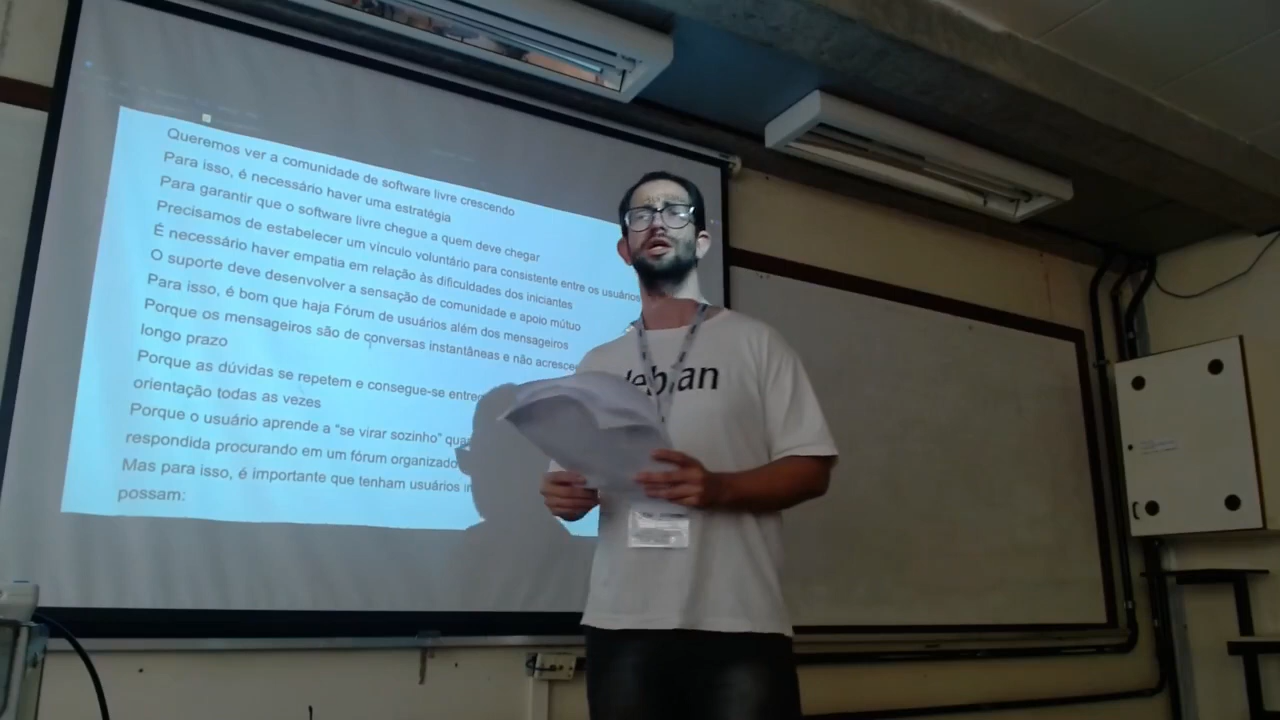 Queremos ver a comunidade de software livre crescendo
Para isso, é necessário haver uma estratégia
Para garantir que o software livre chegue a quem deve chegar
Precisamos de estabelecer um vínculo voluntário para consistente entre os usuários
É necessário haver empatia em relação às dificuldades dos iniciantes
O suporte deve desenvolver a sensação de comunidade e apoio mútuo
Para isso, é bom que haja Fórum de usuários além dos mensageiros
Porque os mensageiros são de conversas instantâneas e não
longo prazo
Porque as dúvidas se repetem e consegue-se
orientação todas as vezes
Porque o usuário aprende a “se virar sozinho”
respondida procurando em um fórum organizado
Mas para isso, é importante que tenham usuários
possam:
debian